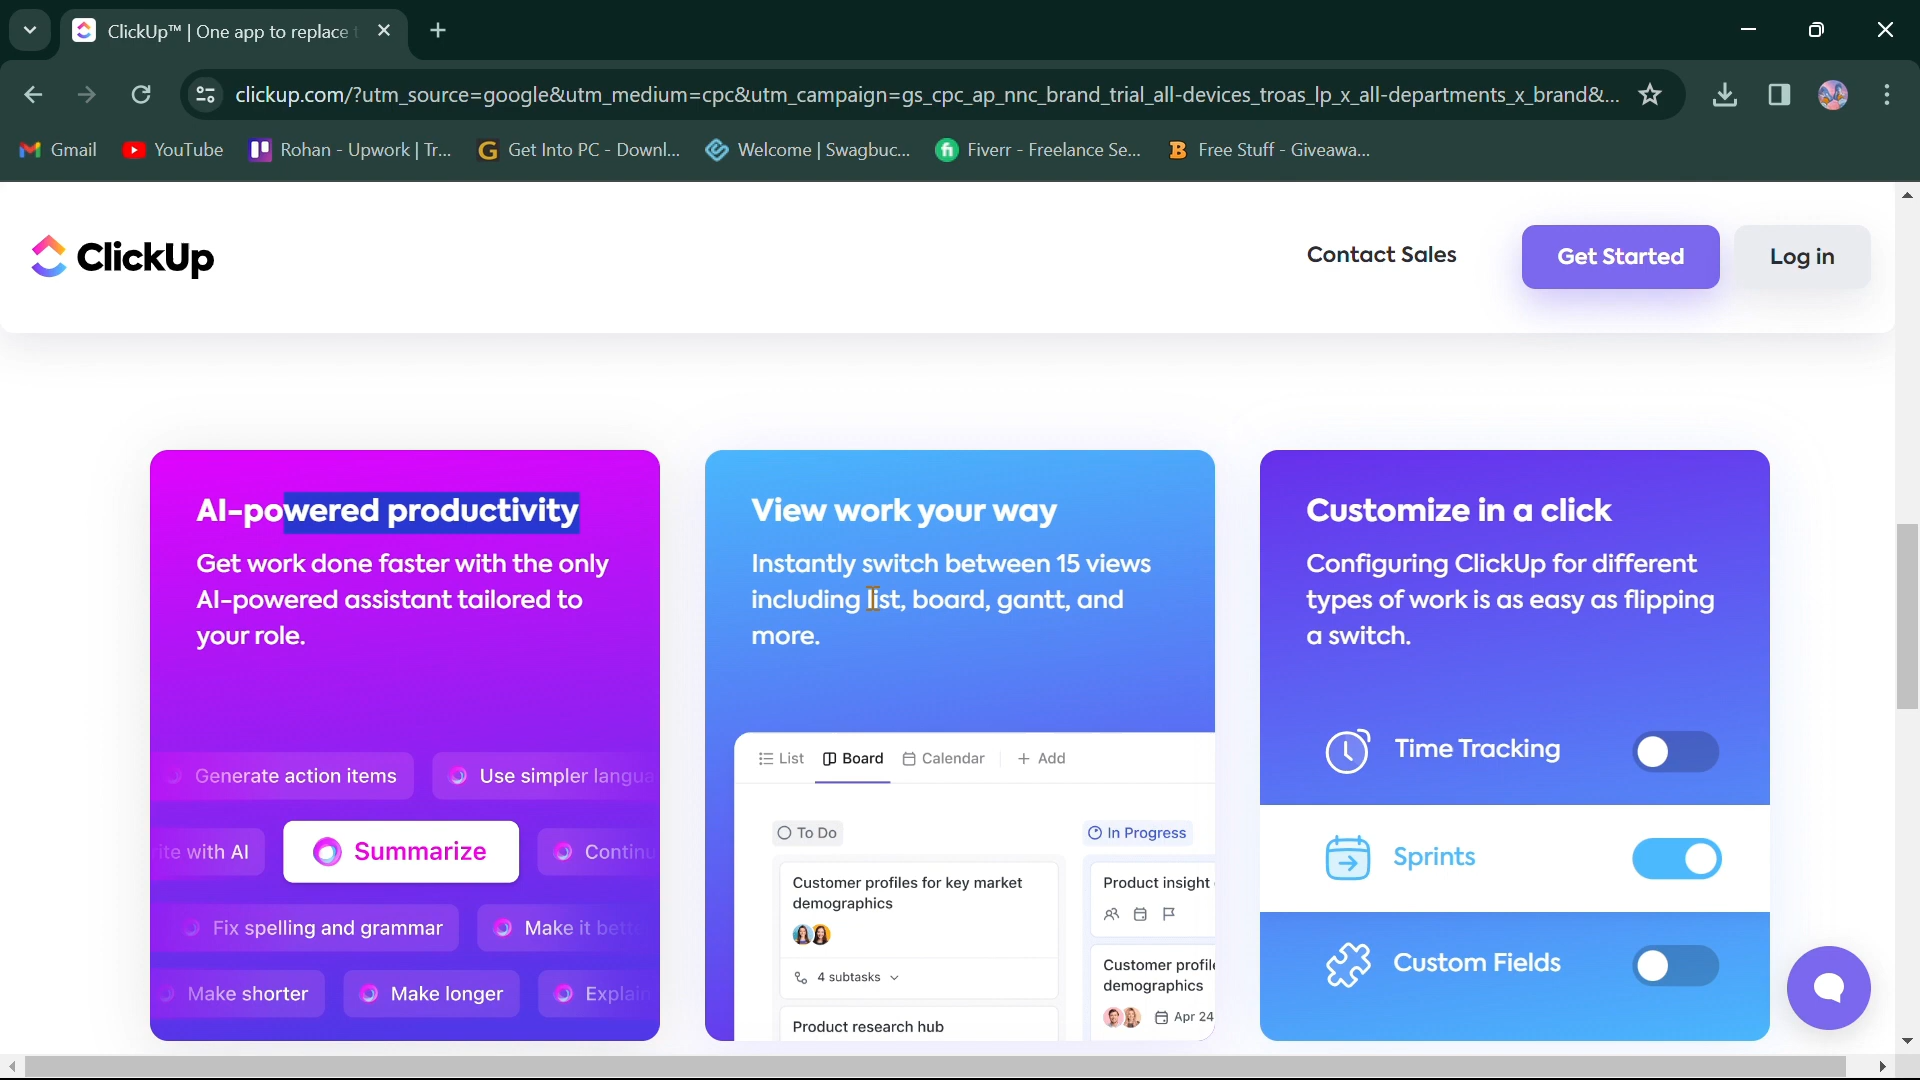 ClickUp™ | One app to replace
clickup.com/?utm_source=google&utm_medium=cpc&utm_campaign=gs_cpc_ap_nnc_brand_trial_all-devices_troas_lp_x_all-departments_x_brand&...
Gmail YouTube Rohan - Upwork | Tr... Get Into PC - Downl... Welcome | Swagbuc... Fiverr - Freelance Se... Free Stuff - Giveawa...
ClickUp Contact Sales Get Started Log in
AI-powered productivity
Get work done faster with the only
AI-powered assistant tailored to
your role.
Generate action items Use simpler langua
ite with AI Summarize Continu
Fix spelling and grammar Make it bette
Make shorter Make longer Explain
View work your way
Instantly switch between 15 views
including list, board, gantt, and
more.
List Board Calendar + Add
To Do In Progress
Customer profiles for key market
demographics
4 subtasks
Product research hub
Product insight
Customer profile
demographics
Apr 24
Customize in a click
Configuring ClickUp for different
types of work is as easy as flipping
a switch.
Time Tracking
Sprints
Custom Fields